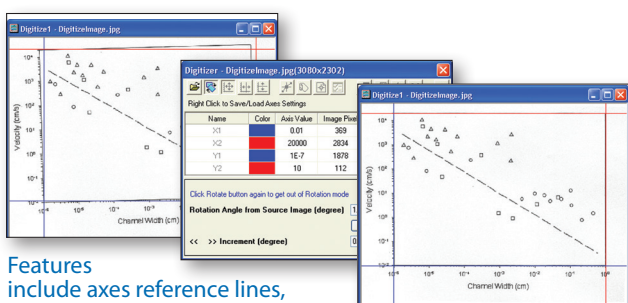 Digitize1 - DigitizeImage.jpg
Velocity (cm/s)
Channel Width (cm)
Digitizer - DigitizeImage.jpg(3080x2302)
Right Click to Save/Load Axes Settings
Name Color Axis Value Image Pixe
X1 0.01 369
X2 20000 2834
Y1 1E-7 1878
Y2 10 112
Click Rotate button again to get out of Rotation mode
Rotation Angle from Source Image (degree) 1.
<< >> Increment (degree) 0.
Digitize1 - DigitizeImage.jpg
Velocity (cm/s)
Channel Width (cm)
Features
include axes reference lines,